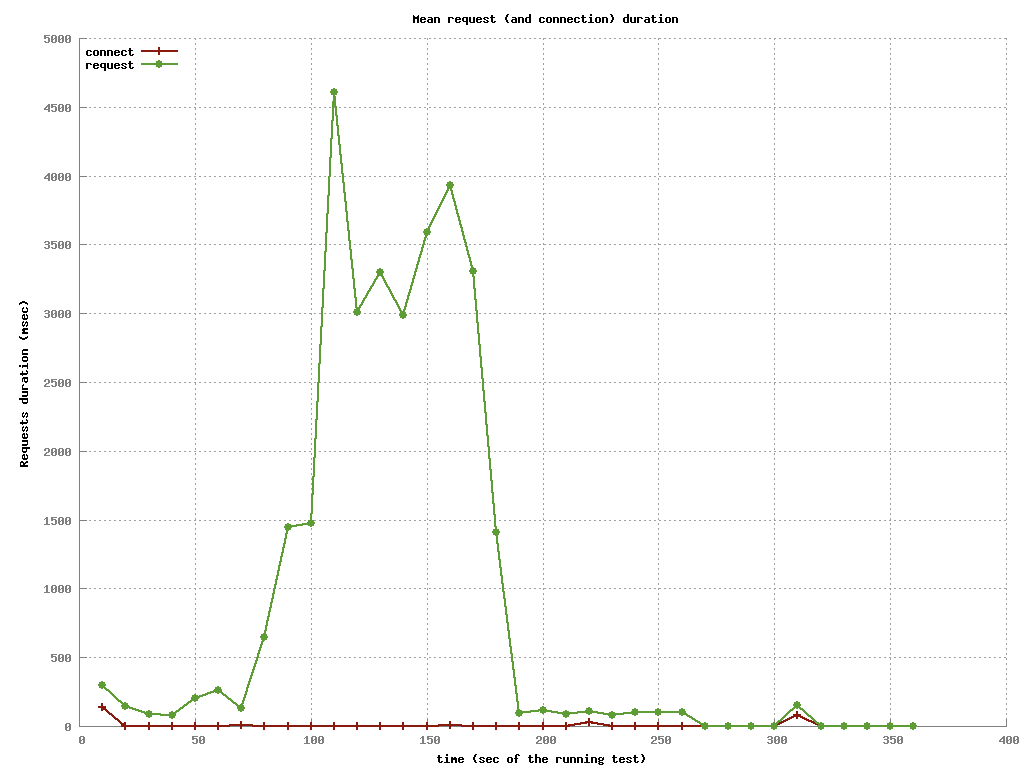 Mean request (and connection) duration
connect
request
5000
4500
4000
3500
3000
2500
2000
1500
1000
500
0
0 50 100 150 200 250 300 350 400
Requests duration (msec)
time (sec of the running test)